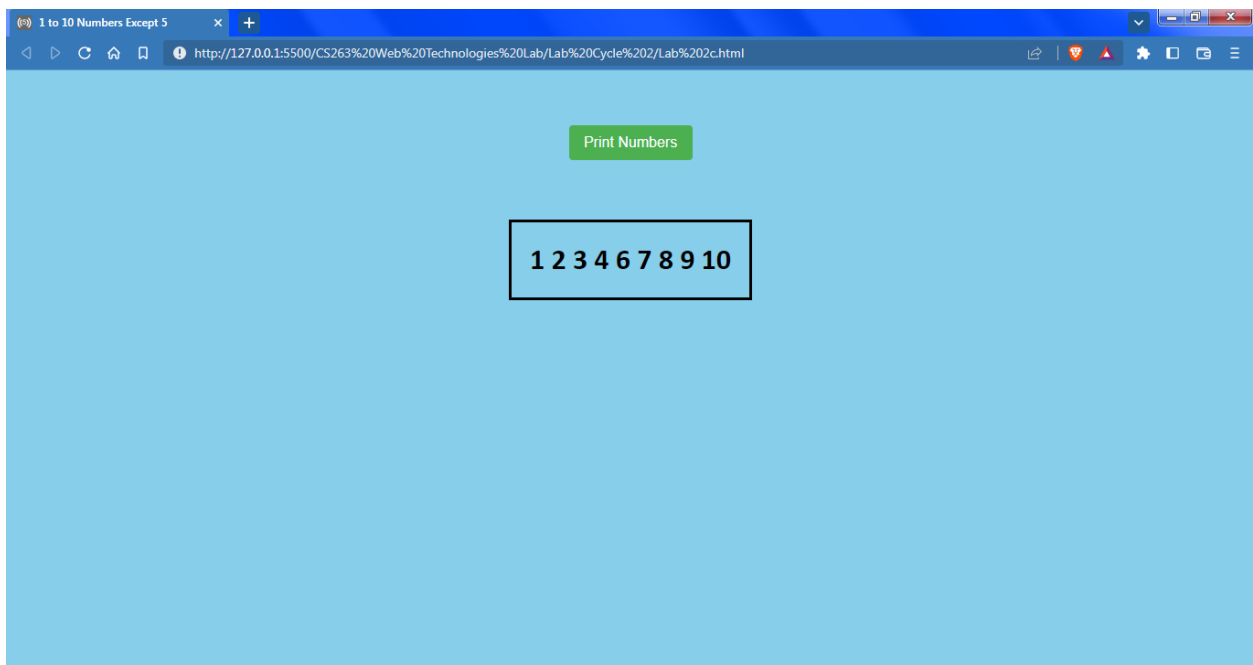 1 to 10 Numbers Except 5
http://127.0.0.1:5500/CS263%20Web%20Technologies%20Lab/Lab%20Cycle%202/Lab%202c.html
Print Numbers
1 2 3 4 6 7 8 9 10